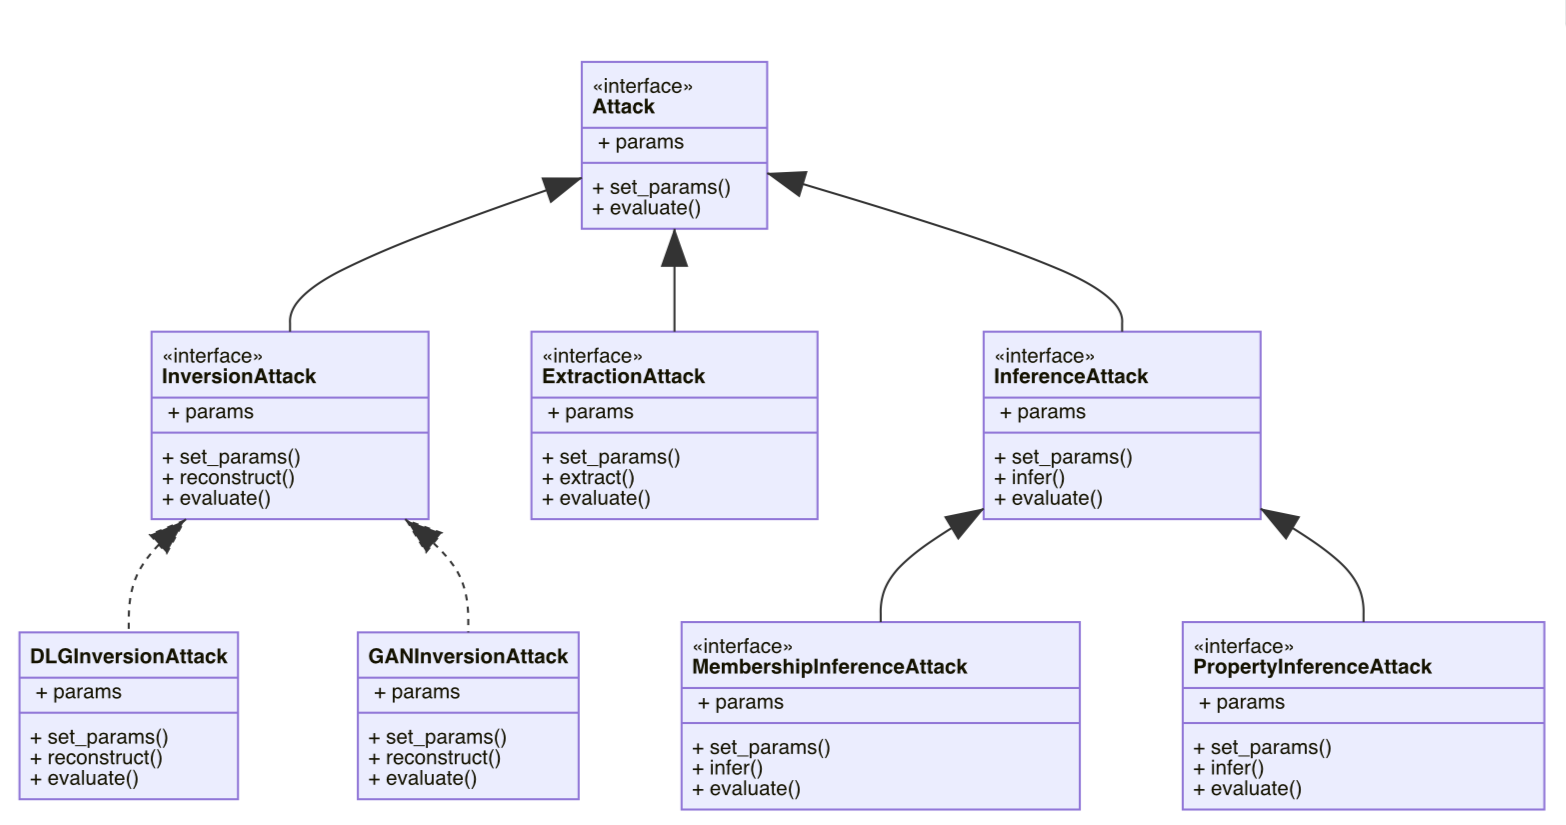 «interface»
Attack
+ params
+ set_params()
+ evaluate()
«interface»
InversionAttack
+ params
+ set_params()
+ reconstruct()
+ evaluate()
«interface»
ExtractionAttack
+ params
+ set_params()
+ extract()
+ evaluate()
«interface»
InferenceAttack
+ params
+ set_params()
+ infer()
+ evaluate()
DLGInversionAttack
+ params
+ set_params()
+ reconstruct()
+ evaluate()
GANInversionAttack
+ params
+ set_params()
+ reconstruct()
+ evaluate()
«interface»
MembershipInferenceAttack
+ params
+ set_params()
+ infer()
+ evaluate()
«interface»
PropertyInferenceAttack
+ params
+ set_params()
+ infer()
+ evaluate()